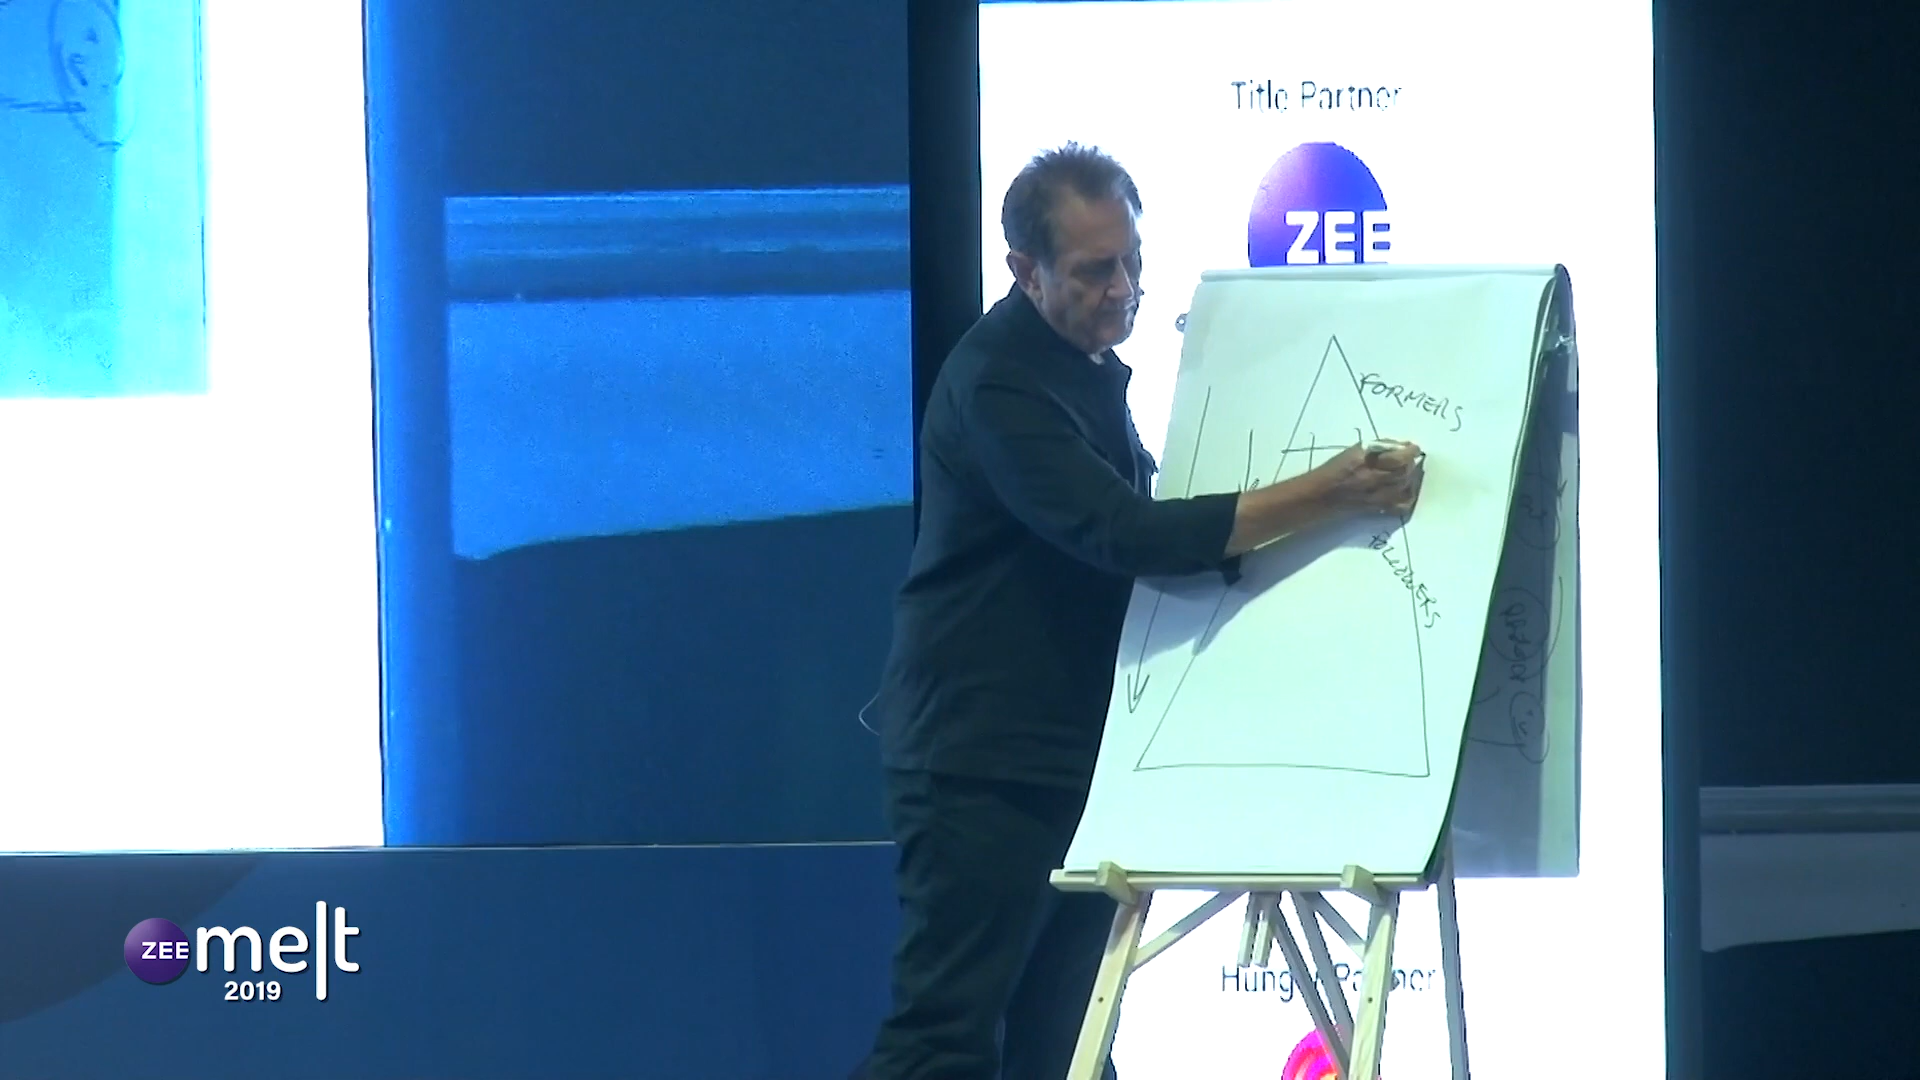 Title Partner
ZEE
FORMERS
FOLLOWERS
ZEE melt
2019